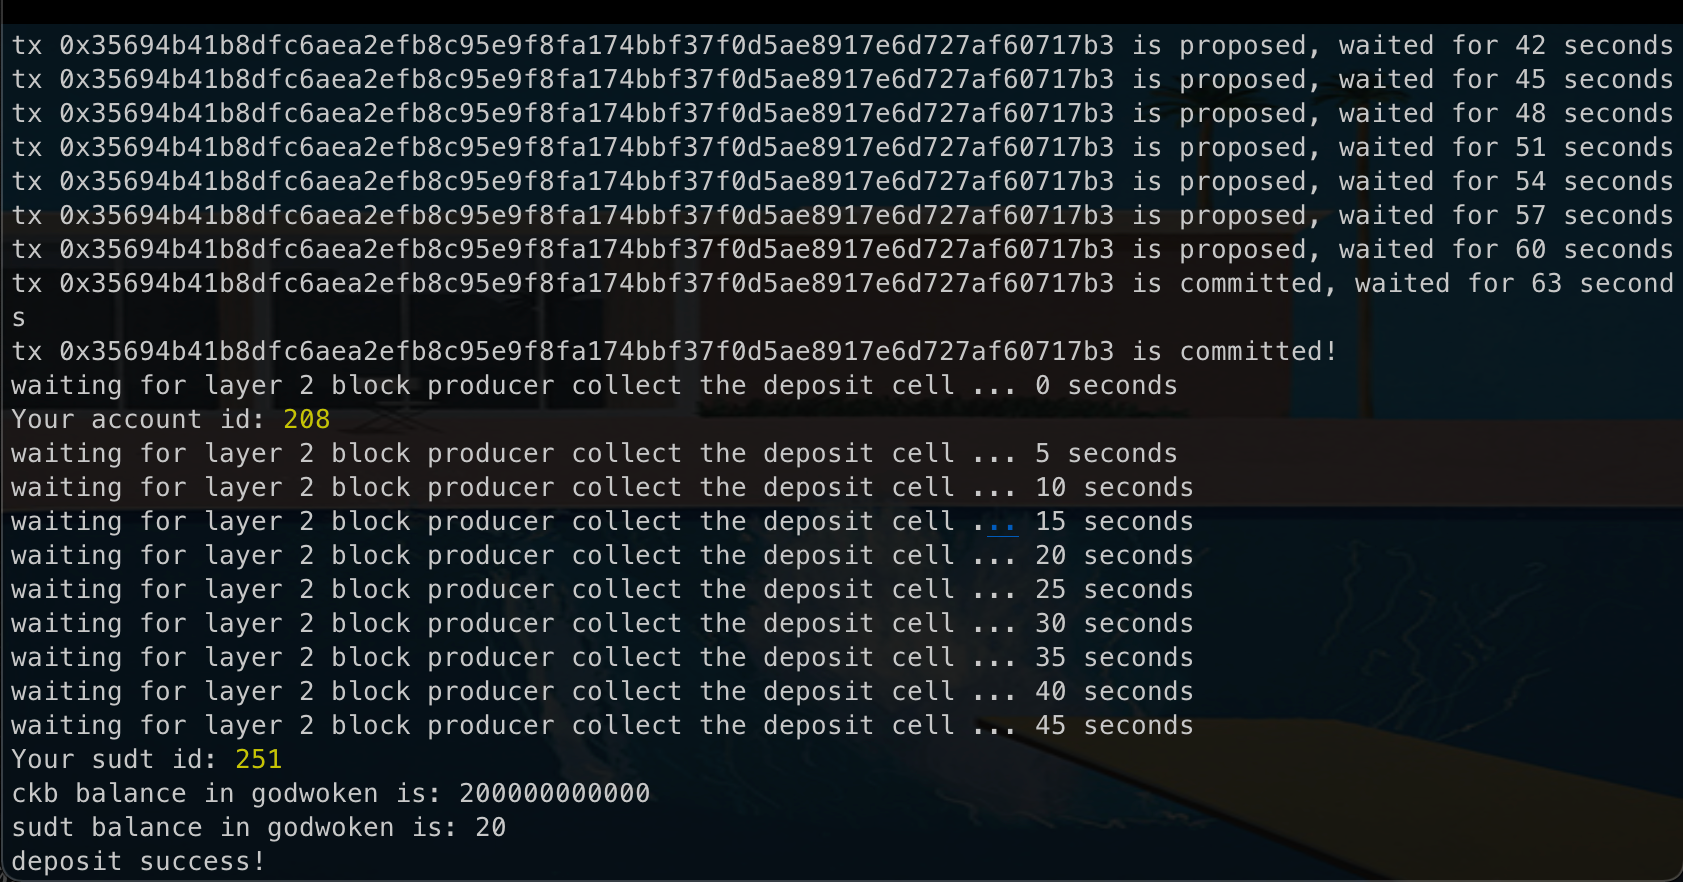 tx 0x35694b41b8dfc6aea2efb8c95e9f8fa174bbf37f0d5ae8917e6d727af60717b3 is proposed, waited for 42 seconds
tx 0x35694b41b8dfc6aea2efb8c95e9f8fa174bbf37f0d5ae8917e6d727af60717b3 is proposed, waited for 45 seconds
tx 0x35694b41b8dfc6aea2efb8c95e9f8fa174bbf37f0d5ae8917e6d727af60717b3 is proposed, waited for 48 seconds
tx 0x35694b41b8dfc6aea2efb8c95e9f8fa174bbf37f0d5ae8917e6d727af60717b3 is proposed, waited for 51 seconds
tx 0x35694b41b8dfc6aea2efb8c95e9f8fa174bbf37f0d5ae8917e6d727af60717b3 is proposed, waited for 54 seconds
tx 0x35694b41b8dfc6aea2efb8c95e9f8fa174bbf37f0d5ae8917e6d727af60717b3 is proposed, waited for 57 seconds
tx 0x35694b41b8dfc6aea2efb8c95e9f8fa174bbf37f0d5ae8917e6d727af60717b3 is proposed, waited for 60 seconds
tx 0x35694b41b8dfc6aea2efb8c95e9f8fa174bbf37f0d5ae8917e6d727af60717b3 is committed, waited for 63 second
s
tx 0x35694b41b8dfc6aea2efb8c95e9f8fa174bbf37f0d5ae8917e6d727af60717b3 is committed!
waiting for layer 2 block producer collect the deposit cell ... 0 seconds
Your account id: 208
waiting for layer 2 block producer collect the deposit cell ... 5 seconds
waiting for layer 2 block producer collect the deposit cell ... 10 seconds
waiting for layer 2 block producer collect the deposit cell ... 15 seconds
waiting for layer 2 block producer collect the deposit cell ... 20 seconds
waiting for layer 2 block producer collect the deposit cell ... 25 seconds
waiting for layer 2 block producer collect the deposit cell ... 30 seconds
waiting for layer 2 block producer collect the deposit cell ... 35 seconds
waiting for layer 2 block producer collect the deposit cell ... 40 seconds
waiting for layer 2 block producer collect the deposit cell ... 45 seconds
Your sudt id: 251
ckb balance in godwoken is: 200000000000
sudt balance in godwoken is: 20
deposit success!